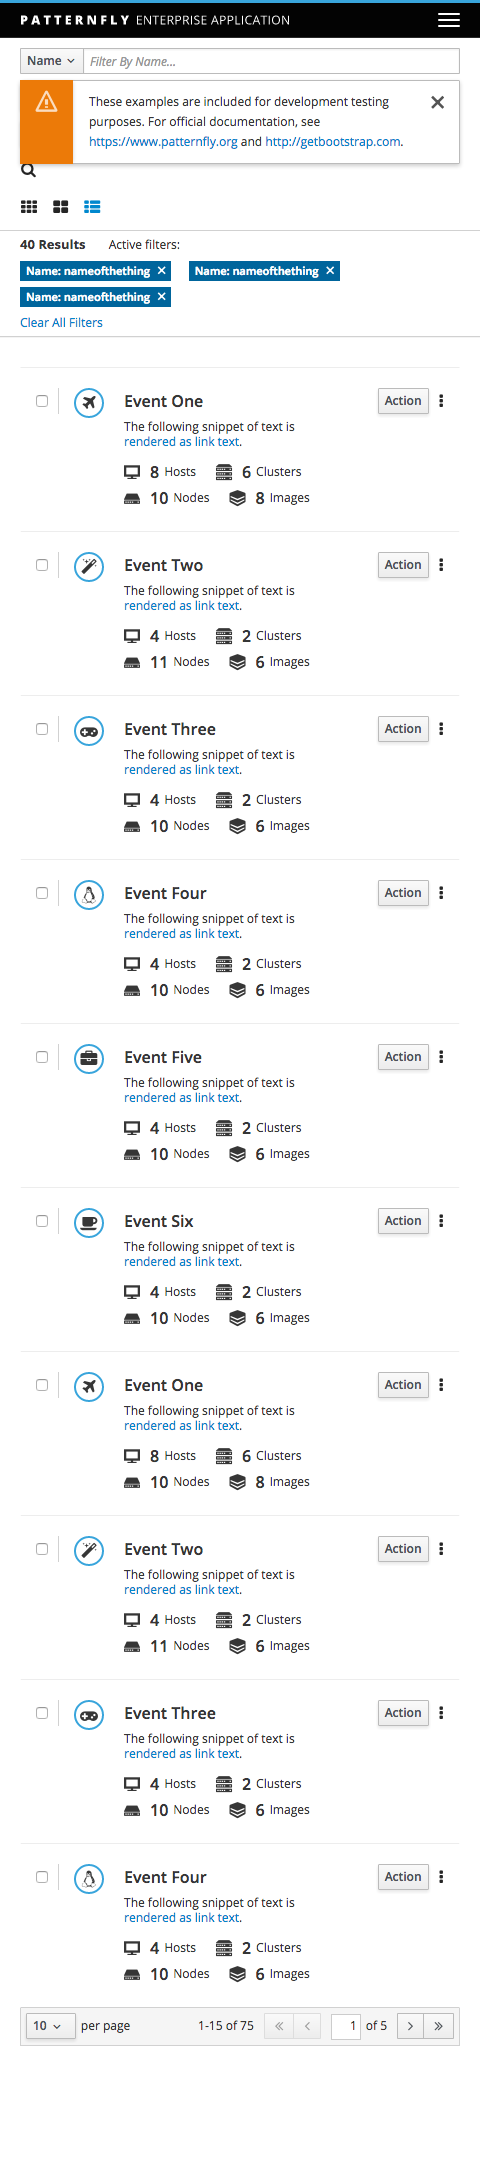 PATTERNFLY ENTERPRISE APPLICATION
Name
Filter By Name...
These examples are included for development testing
purposes. For official documentation, see
https://www.patternfly.org and http://getbootstrap.com.
40 Results Active filters:
Name: nameofthething × Name: nameofthething ×
Name: nameofthething ×
Clear All Filters
Event One
Action
The following snippet of text is
rendered as link text.
8 Hosts 6 Clusters
10 Nodes 8 Images
Event Two
Action
The following snippet of text is
rendered as link text.
4 Hosts 2 Clusters
11 Nodes 6 Images
Event Three
Action
The following snippet of text is
rendered as link text.
4 Hosts 2 Clusters
10 Nodes 6 Images
Event Four
Action
The following snippet of text is
rendered as link text.
4 Hosts 2 Clusters
10 Nodes 6 Images
Event Five
Action
The following snippet of text is
rendered as link text.
4 Hosts 2 Clusters
10 Nodes 6 Images
Event Six
Action
The following snippet of text is
rendered as link text.
4 Hosts 2 Clusters
10 Nodes 6 Images
Event One
Action
The following snippet of text is
rendered as link text.
8 Hosts 6 Clusters
10 Nodes 8 Images
Event Two
Action
The following snippet of text is
rendered as link text.
4 Hosts 2 Clusters
11 Nodes 6 Images
Event Three
Action
The following snippet of text is
rendered as link text.
4 Hosts 2 Clusters
10 Nodes 6 Images
Event Four
Action
The following snippet of text is
rendered as link text.
4 Hosts 2 Clusters
10 Nodes 6 Images
10 per page 1-15 of 75 « ‹ 1 of 5 › »